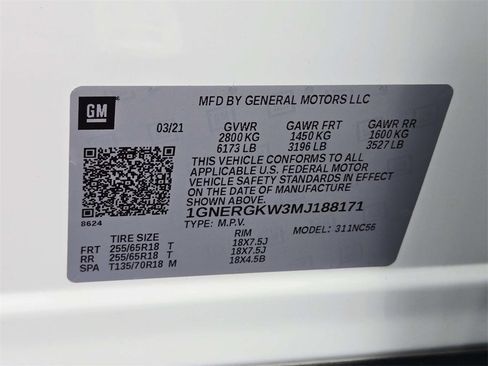 GM
MFD BY GENERAL MOTORS LLC
03/21 GVWR GAWR FRT GAWR RR
2800 KG 1450 KG 1600 KG
6173 LB 3196 LB 3527 LB
THIS VEHICLE CONFORMS TO ALL
APPLICABLE U.S. FEDERAL MOTOR
VEHICLE SAFETY STANDARDS IN EFFECT
ON THE DATE OF MANUFACTURE
SHOWN ABOVE.
1GNERGKW3MJ188171
8624
TYPE: M.P.V. MODEL: 311NC56
TIRE SIZE RIM
FRT 255/65R18 T 18X7.5J
RR 255/65R18 T 18X7.5J
SPA T135/70R18 M 18X4.5B